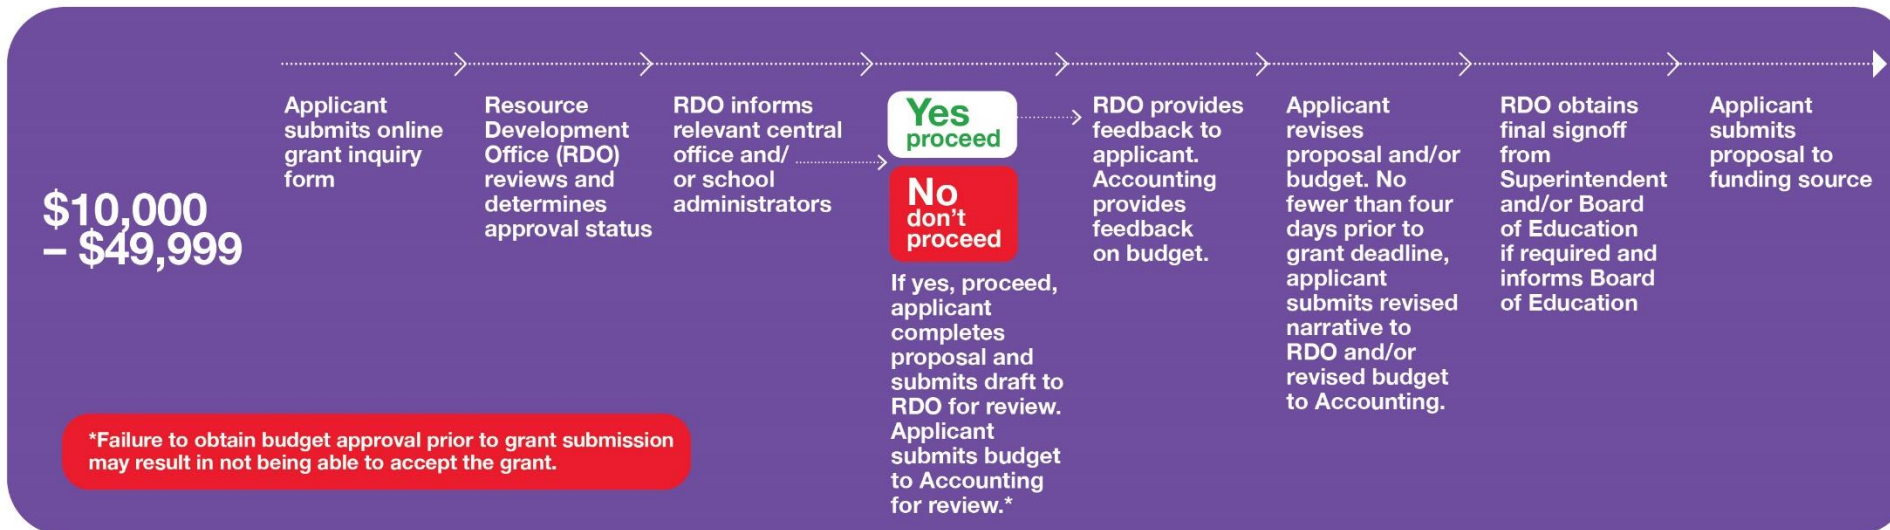 $10,000
– $49,999
Applicant
submits online
grant inquiry
form
Resource
Development
Office (RDO)
reviews and
determines
approval status
RDO informs
relevant central
office and/
or school
administrators
Yes
proceed
No
don't
proceed
If yes, proceed,
applicant
completes
proposal and
submits draft to
RDO for review.
Applicant
submits budget
to Accounting
for review.*
RDO provides
feedback to
applicant.
Accounting
provides
feedback
on budget.
Applicant
revises
proposal and/or
budget. No
fewer than four
days prior to
grant deadline,
applicant
submits revised
narrative to
RDO and/or
revised budget
to Accounting.
RDO obtains
final signoff
from
Superintendent
and/or Board
of Education
if required and
informs Board
of Education
Applicant
submits
proposal to
funding source
*Failure to obtain budget approval prior to grant submission
may result in not being able to accept the grant.